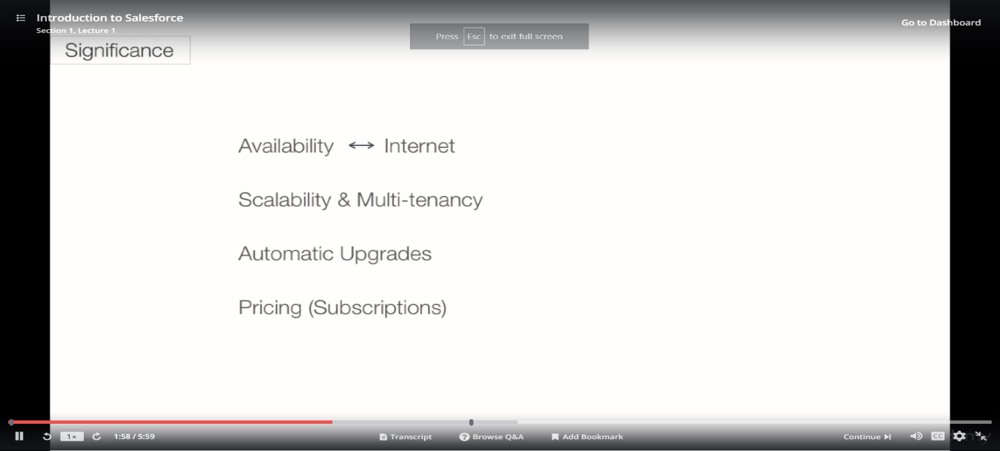 Introduction to Salesforce
Section 1, Lecture 1
Go to Dashboard
Press Esc to exit full screen
Significance
Availability ↔ Internet
Scalability & Multi-tenancy
Automatic Upgrades
Pricing (Subscriptions)
1× 1:58 / 5:59 Transcript Browse Q&A Add Bookmark Continue CC